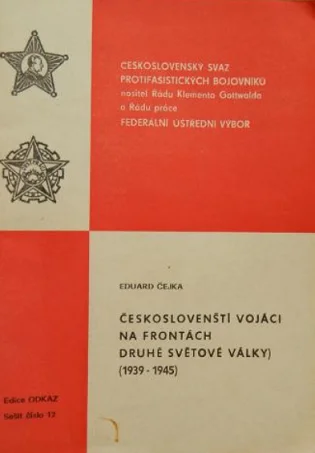 ČESKOSLOVENSKÝ SVAZ
PROTIFAŠISTICKÝCH BOJOVNÍKŮ
nositel Řádu Klementa Gottwalda
a Řádu práce
FEDERÁLNÍ ÚSTŘEDNÍ VÝBOR
EDUARD ČEJKA
ČESKOSLOVENŠTÍ VOJÁCI
NA FRONTÁCH
DRUHÉ SVĚTOVÉ VÁLKY)
(1939 - 1945)
Edice ODKAZ
Sešit číslo 12